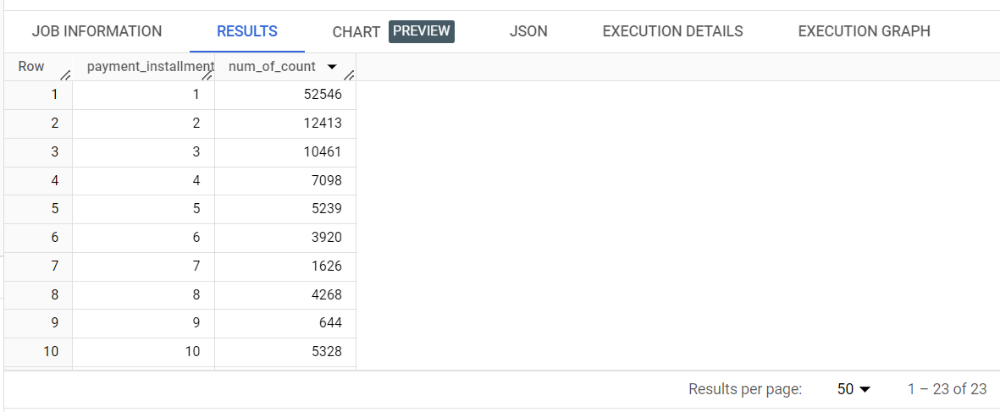 JOB INFORMATION RESULTS CHART PREVIEW JSON EXECUTION DETAILS EXECUTION GRAPH
Row payment_installment num_of_count
1 1 52546
2 2 12413
3 3 10461
4 4 7098
5 5 5239
6 6 3920
7 7 1626
8 8 4268
9 9 644
10 10 5328
Results per page: 50 1 – 23 of 23